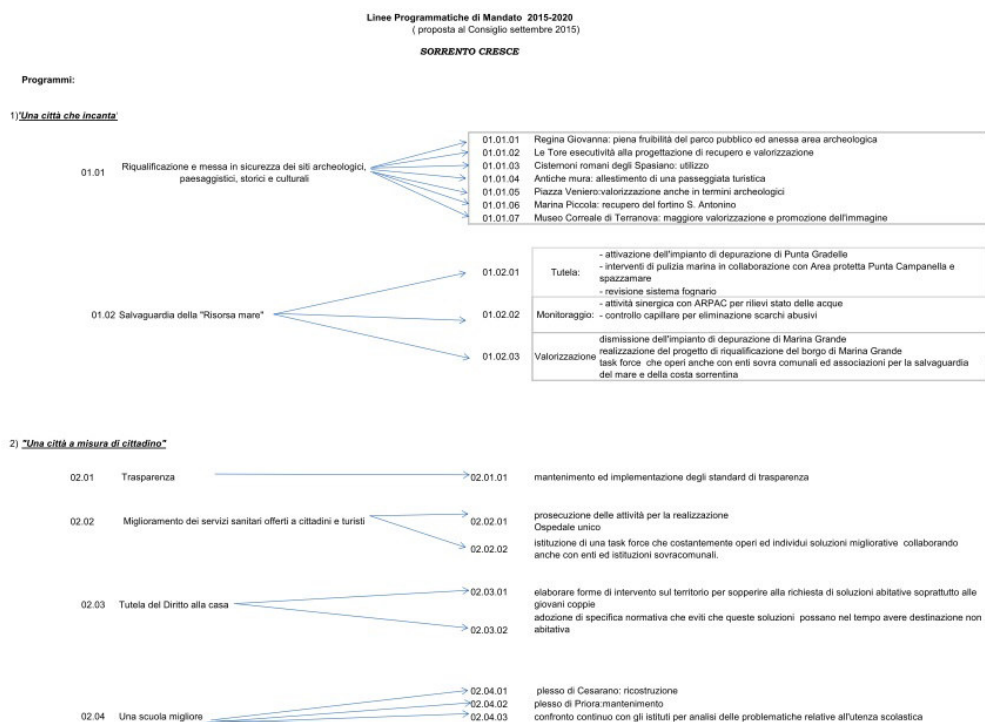 Linee Programmatiche di Mandato 2015-2020
( proposta al Consiglio settembre 2015)
SORRENTO CRESCE
Programmi:
1)'Una città che incanta'
01.01 Riqualificazione e messa in sicurezza dei siti archeologici,
paesaggistici, storici e culturali
01.01.01 Regina Giovanna: piena fruibilità del parco pubblico ed anessa area archeologica
01.01.02 Le Tore esecutività alla progettazione di recupero e valorizzazione
01.01.03 Cisternoni romani degli Spasiano: utilizzo
01.01.04 Antiche mura: allestimento di una passeggiata turistica
01.01.05 Piazza Veniero:valorizzazione anche in termini archeologici
01.01.06 Marina Piccola: recupero del fortino S. Antonino
01.01.07 Museo Correale di Terranova: maggiore valorizzazione e promozione dell'immagine
01.02 Salvaguardia della "Risorsa mare"
01.02.01 Tutela:
- attivazione dell'impianto di depurazione di Punta Gradelle
- interventi di pulizia marina in collaborazione con Area protetta Punta Campanella e
spazzamare
- revisione sistema fognario
01.02.02 Monitoraggio:
- attività sinergica con ARPAC per rilievi stato delle acque
- controllo capillare per eliminazione scarchi abusivi
01.02.03 Valorizzazione
dismissione dell'impianto di depurazione di Marina Grande
realizzazione del progetto di riqualificazione del borgo di Marina Grande
task force che operi anche con enti sovra comunali ed associazioni per la salvaguardia
del mare e della costa sorrentina
2) "Una città a misura di cittadino"
02.01 Trasparenza
02.01.01 mantenimento ed implementazione degli standard di trasparenza
02.02 Miglioramento dei servizi sanitari offerti a cittadini e turisti
02.02.01 prosecuzione delle attività per la realizzazione
Ospedale unico
02.02.02 istituzione di una task force che costantemente operi ed individui soluzioni migliorative collaborando
anche con enti ed istituzioni sovracomunali.
02.03 Tutela del Diritto alla casa
02.03.01 elaborare forme di intervento sul territorio per sopperire alla richiesta di soluzioni abitative soprattutto alle
giovani coppie
02.03.02 adozione di specifica normativa che eviti che queste soluzioni possano nel tempo avere destinazione non
abitativa
02.04 Una scuola migliore
02.04.01 plesso di Cesarano: ricostruzione
02.04.02 plesso di Priora:mantenimento
02.04.03 confronto continuo con gli istituti per analisi delle problematiche relative all'utenza scolastica